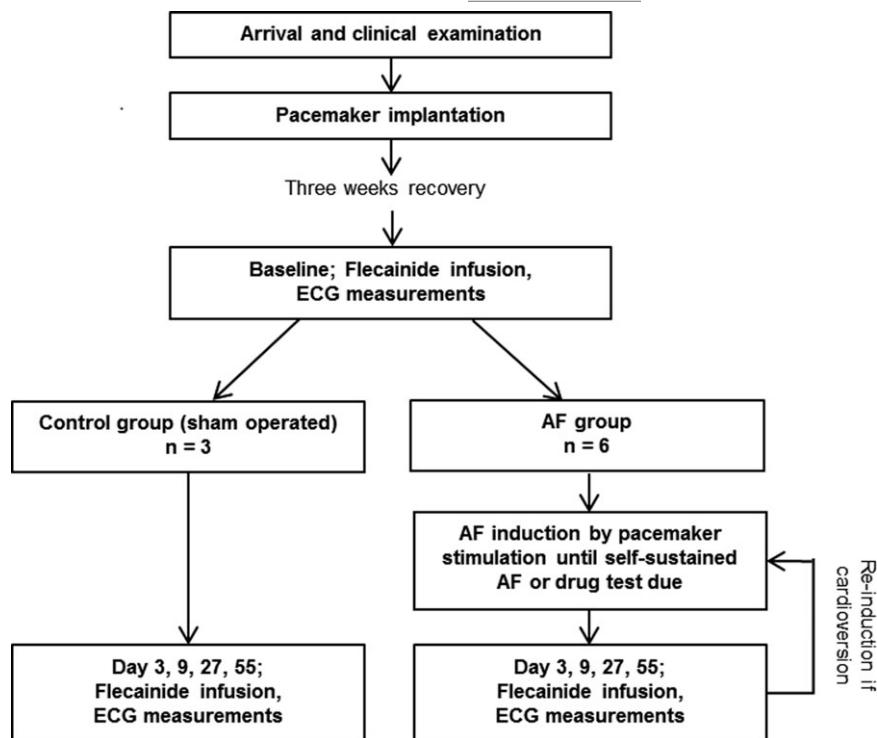 Arrival and clinical examination
Pacemaker implantation
Three weeks recovery
Baseline; Flecainide infusion,
ECG measurements
Control group (sham operated)
n = 3
AF group
n = 6
AF induction by pacemaker
stimulation until self-sustained
AF or drug test due
Re-induction if
cardioversion
Day 3, 9, 27, 55;
Flecainide infusion,
ECG measurements
Day 3, 9, 27, 55;
Flecainide infusion,
ECG measurements